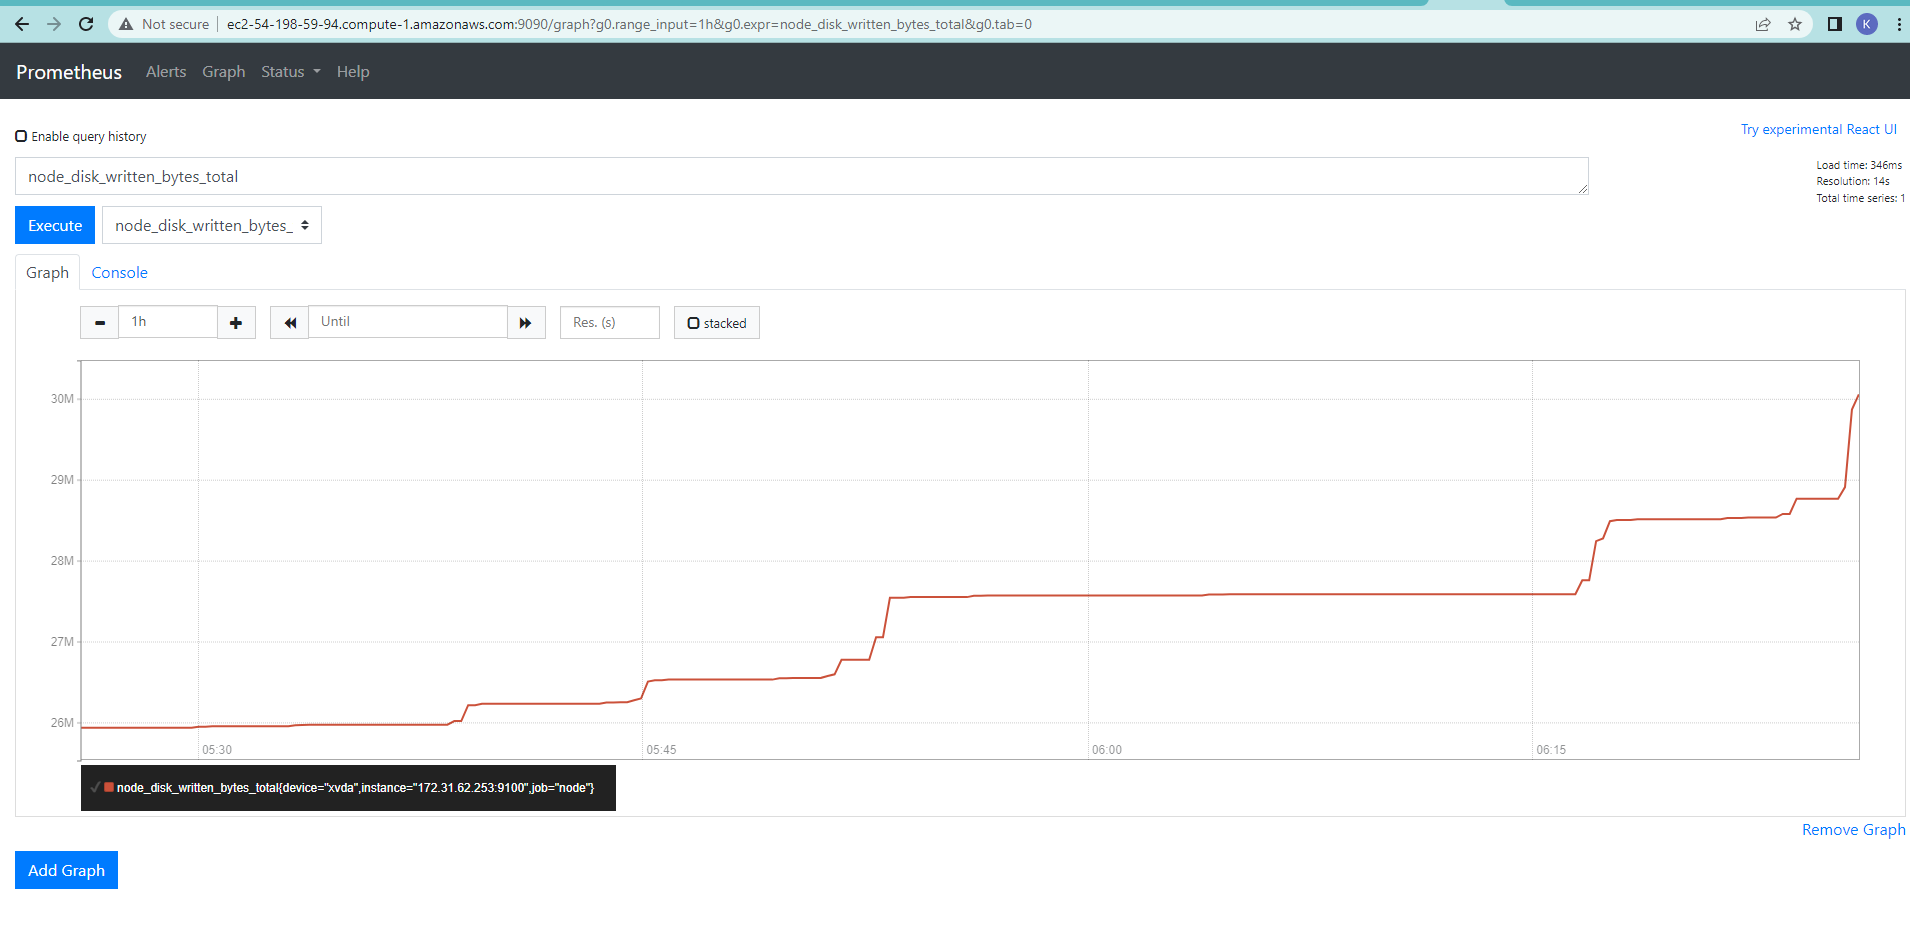 Not secure | ec2-54-198-59-94.compute-1.amazonaws.com:9090/graph?g0.range_input=1h&g0.expr=node_disk_written_bytes_total&g0.tab=0
K
Prometheus Alerts Graph Status Help
Enable query history
Try experimental React UI
node_disk_written_bytes_total
Load time: 346ms
Resolution: 14s
Total time series: 1
Execute node_disk_written_bytes_
Graph Console
1h Until Res. (s) stacked
30M
29M
28M
27M
26M
05:30 05:45 06:00 06:15
node_disk_written_bytes_total{device="xvda",instance="172.31.62.253:9100",job="node"}
Remove Graph
Add Graph